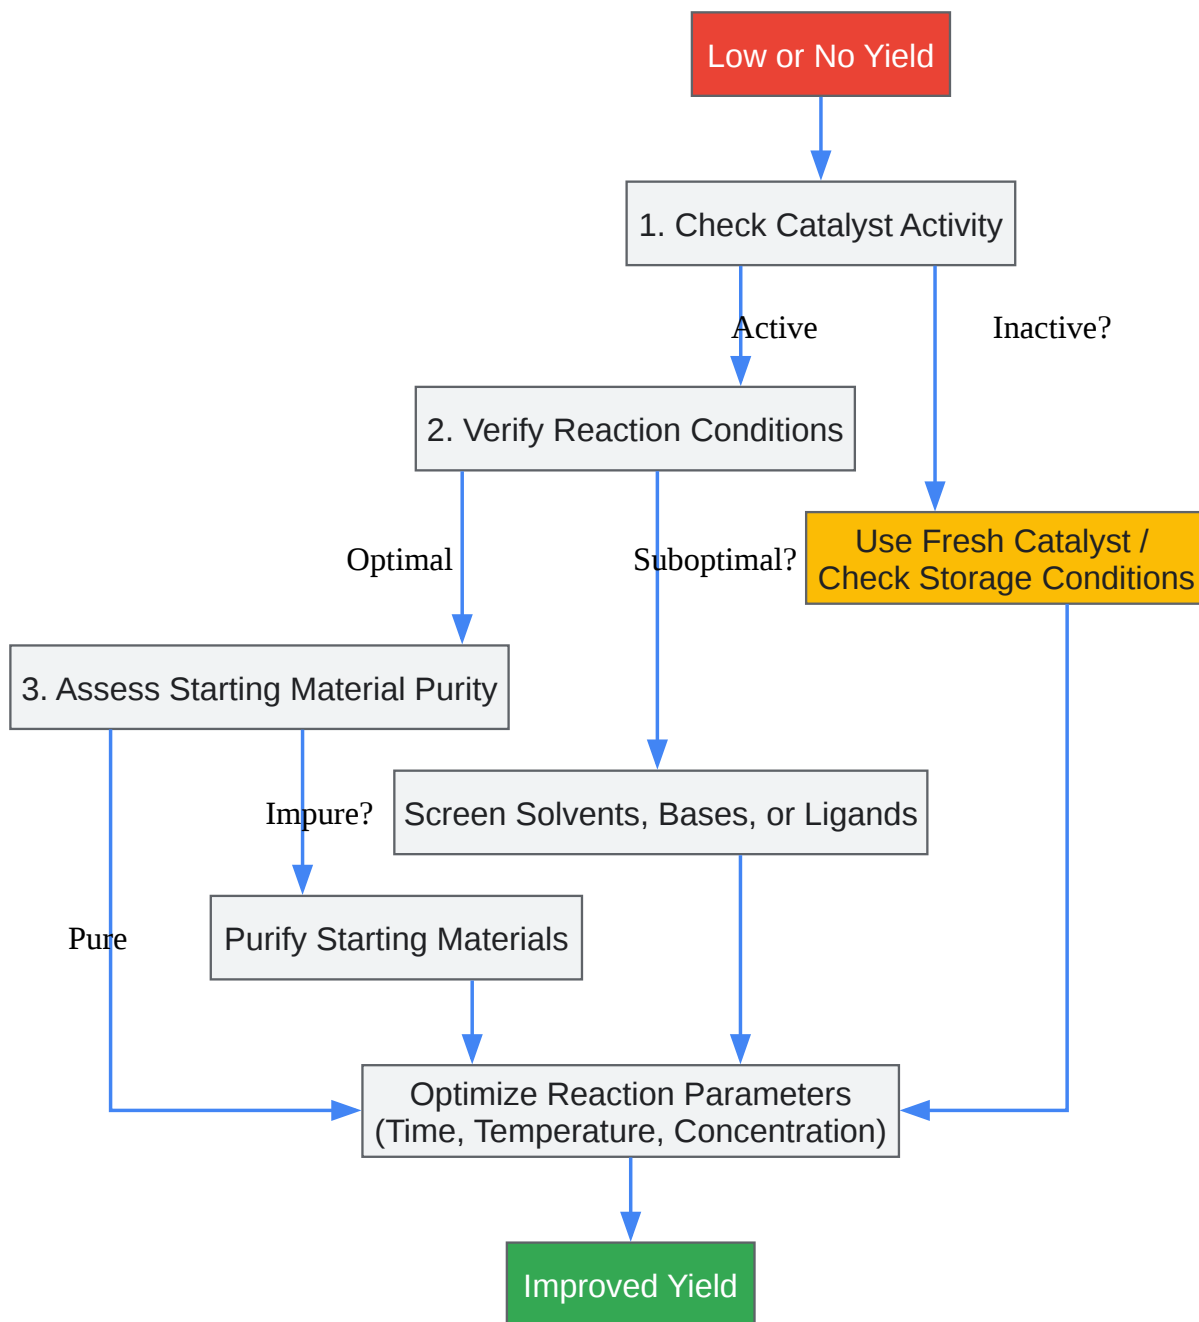 Low or No Yield
1. Check Catalyst Activity
Active
Inactive?
2. Verify Reaction Conditions
Optimal
Suboptimal?
Use Fresh Catalyst /
Check Storage Conditions
3. Assess Starting Material Purity
Impure?
Screen Solvents, Bases, or Ligands
Pure
Purify Starting Materials
Optimize Reaction Parameters
(Time, Temperature, Concentration)
Improved Yield